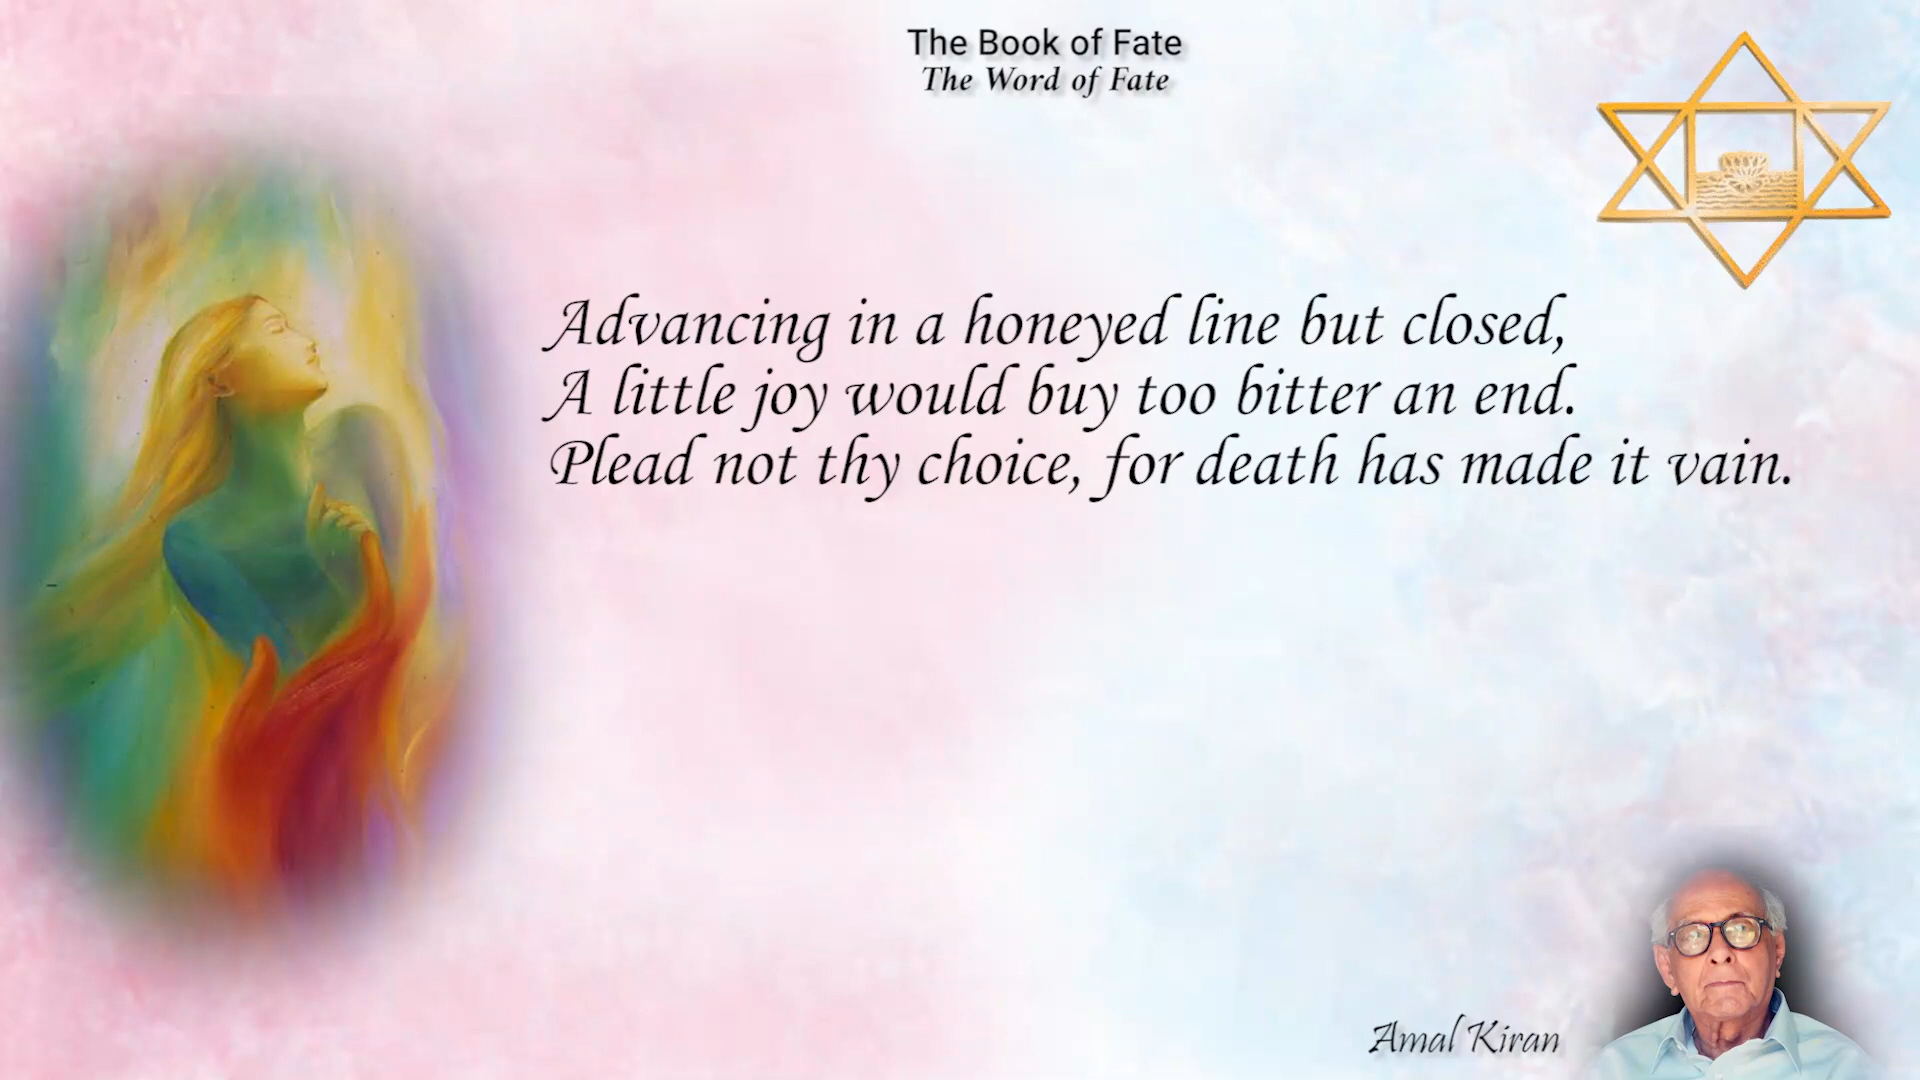 The Book of Fate
The Word of Fate
Advancing in a honeyed line but closed,
A little joy would buy too bitter an end.
Plead not thy choice, for death has made it vain.
Amal Kiran